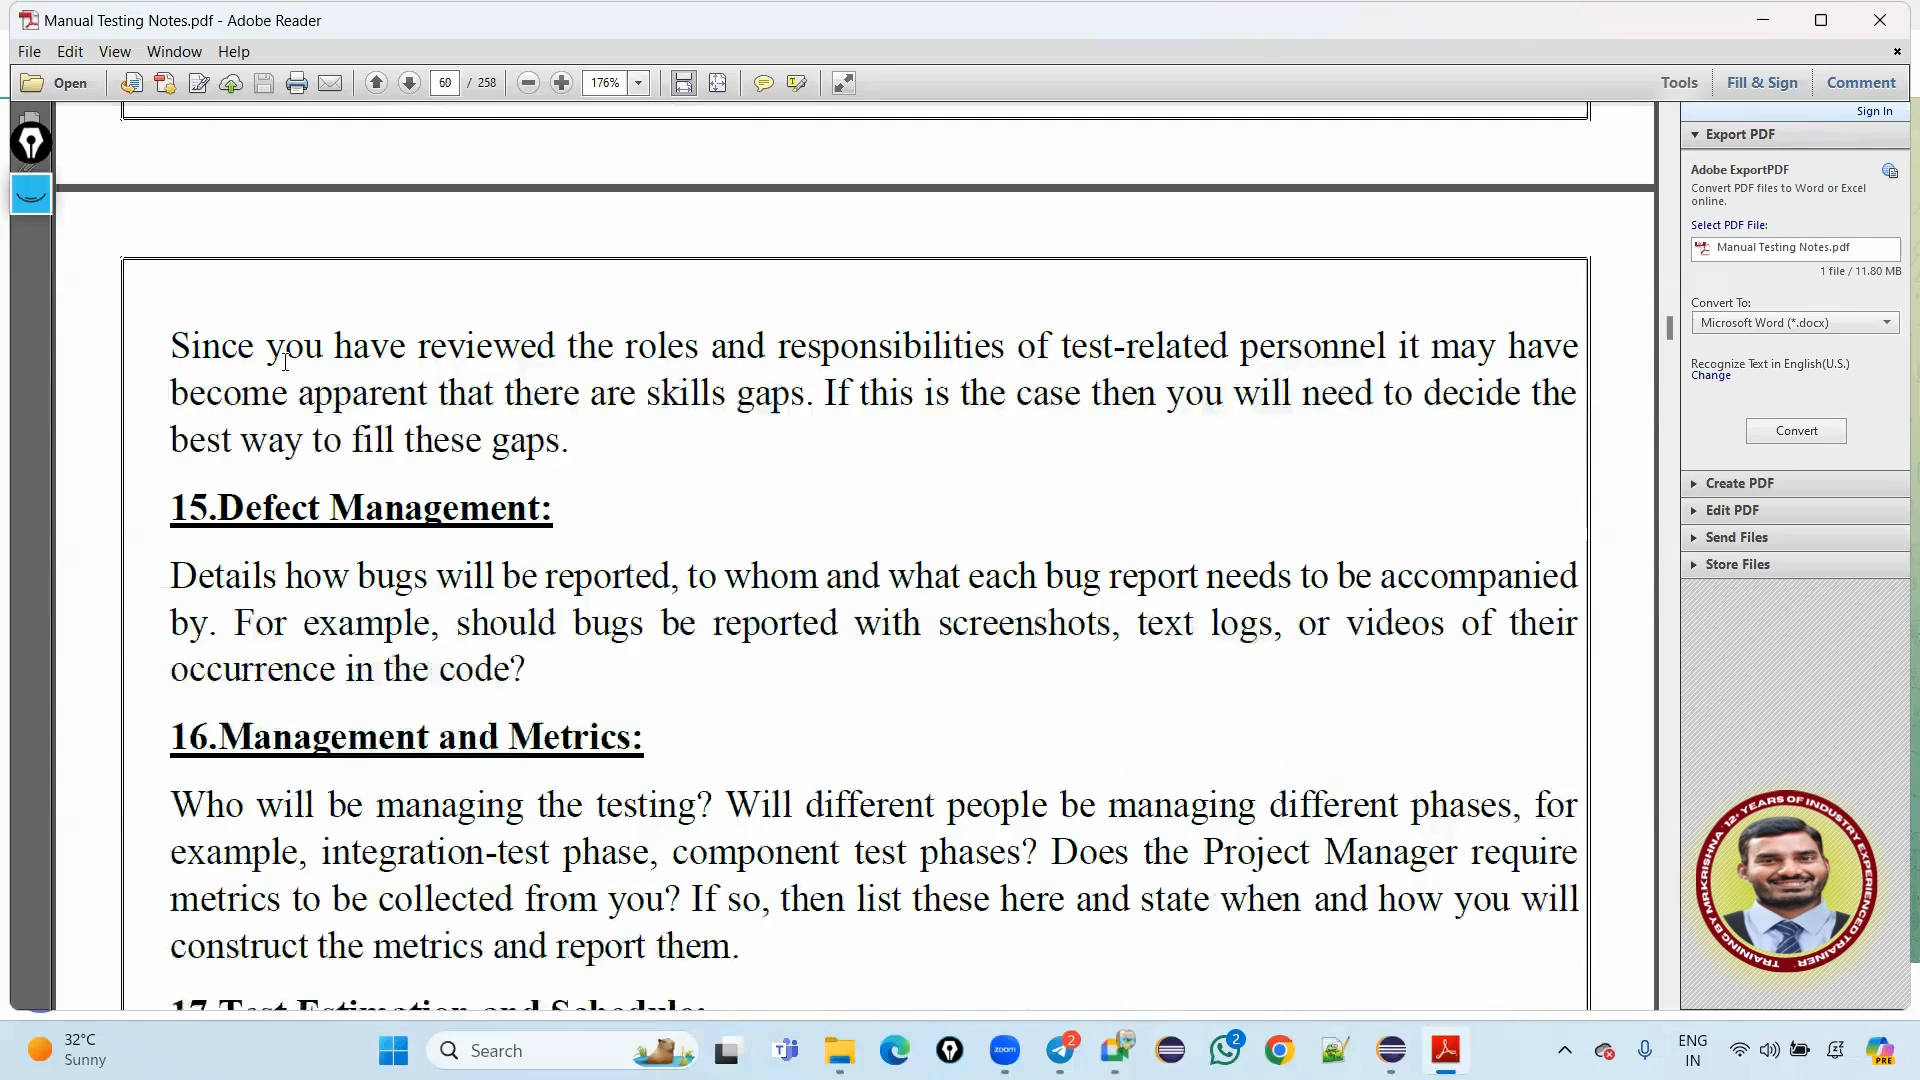 Manual Testing Notes.pdf - Adobe Reader
File Edit View Window Help
Open 60 / 258 176% Tools Fill & Sign Comment
Sign In
Export PDF
Adobe ExportPDF
Convert PDF files to Word or Excel
online.
Select PDF File:
Manual Testing Notes.pdf
1 file / 11.80 MB
Convert To:
Microsoft Word (*.docx)
Recognize Text in English(U.S.)
Change
Convert
Create PDF
Edit PDF
Send Files
Store Files
Since you have reviewed the roles and responsibilities of test-related personnel it may have
become apparent that there are skills gaps. If this is the case then you will need to decide the
best way to fill these gaps.
15.Defect Management:
Details how bugs will be reported, to whom and what each bug report needs to be accompanied
by. For example, should bugs be reported with screenshots, text logs, or videos of their
occurrence in the code?
16.Management and Metrics:
Who will be managing the testing? Will different people be managing different phases, for
example, integration-test phase, component test phases? Does the Project Manager require
metrics to be collected from you? If so, then list these here and state when and how you will
construct the metrics and report them.
17.Test Estimation and Schedule:
TRAINING BY MR KRISHNA 12+ YEARS OF INDUSTRY EXPERIENCED TRAINER
32°C
Sunny
Search
zoom
2
2
ENG
IN
PRE